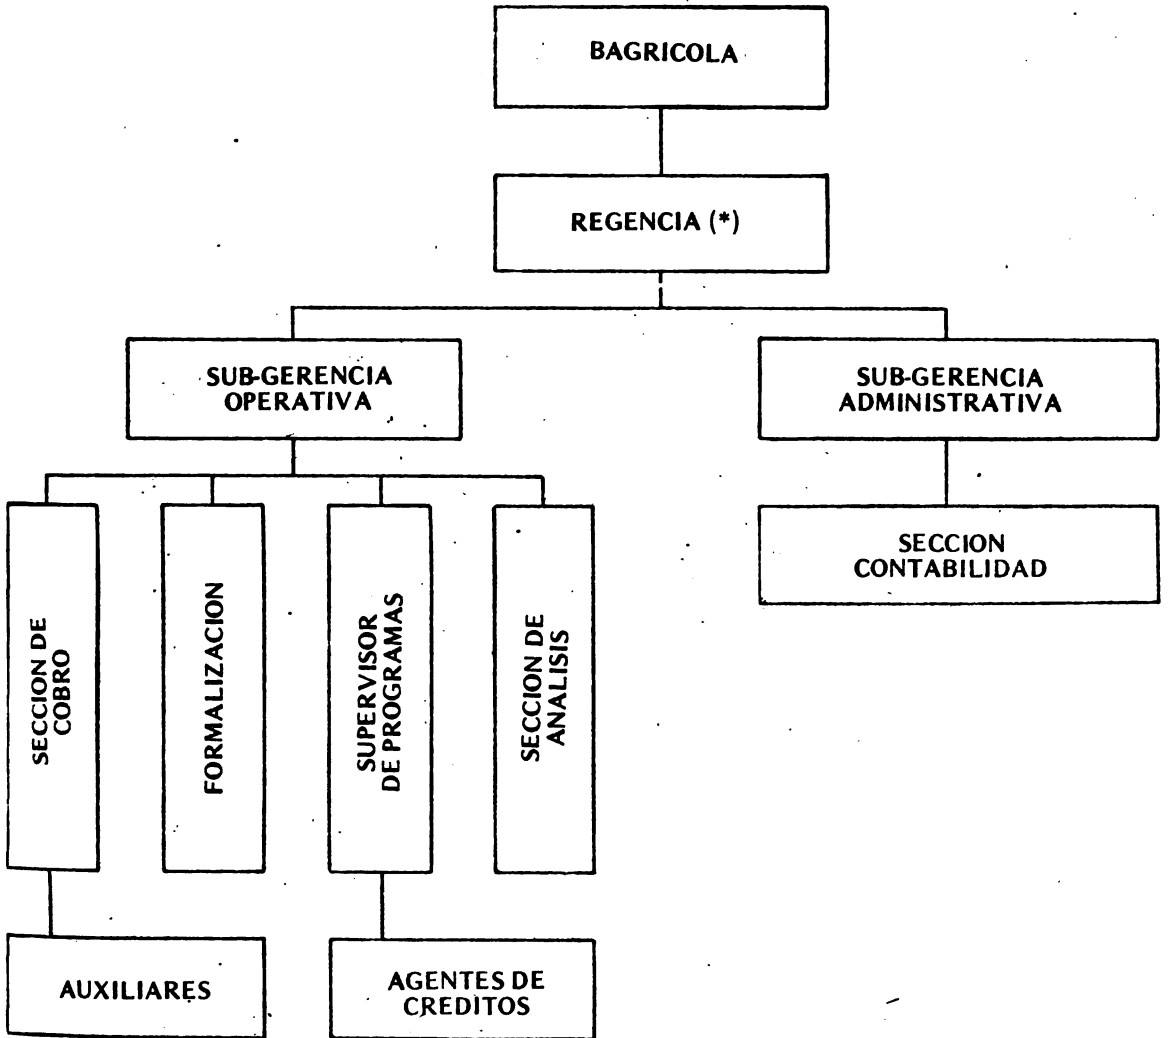 BAGRICOLA
REGENCIA (*)
SUB-GERENCIA
OPERATIVA
SUB-GERENCIA
ADMINISTRATIVA
SECCION DE
COBRO
FORMALIZACION
SUPERVISOR
DE PROGRAMAS
SECCION DE
ANALISIS
SECCION
CONTABILIDAD
AUXILIARES
AGENTES DE
CREDITOS